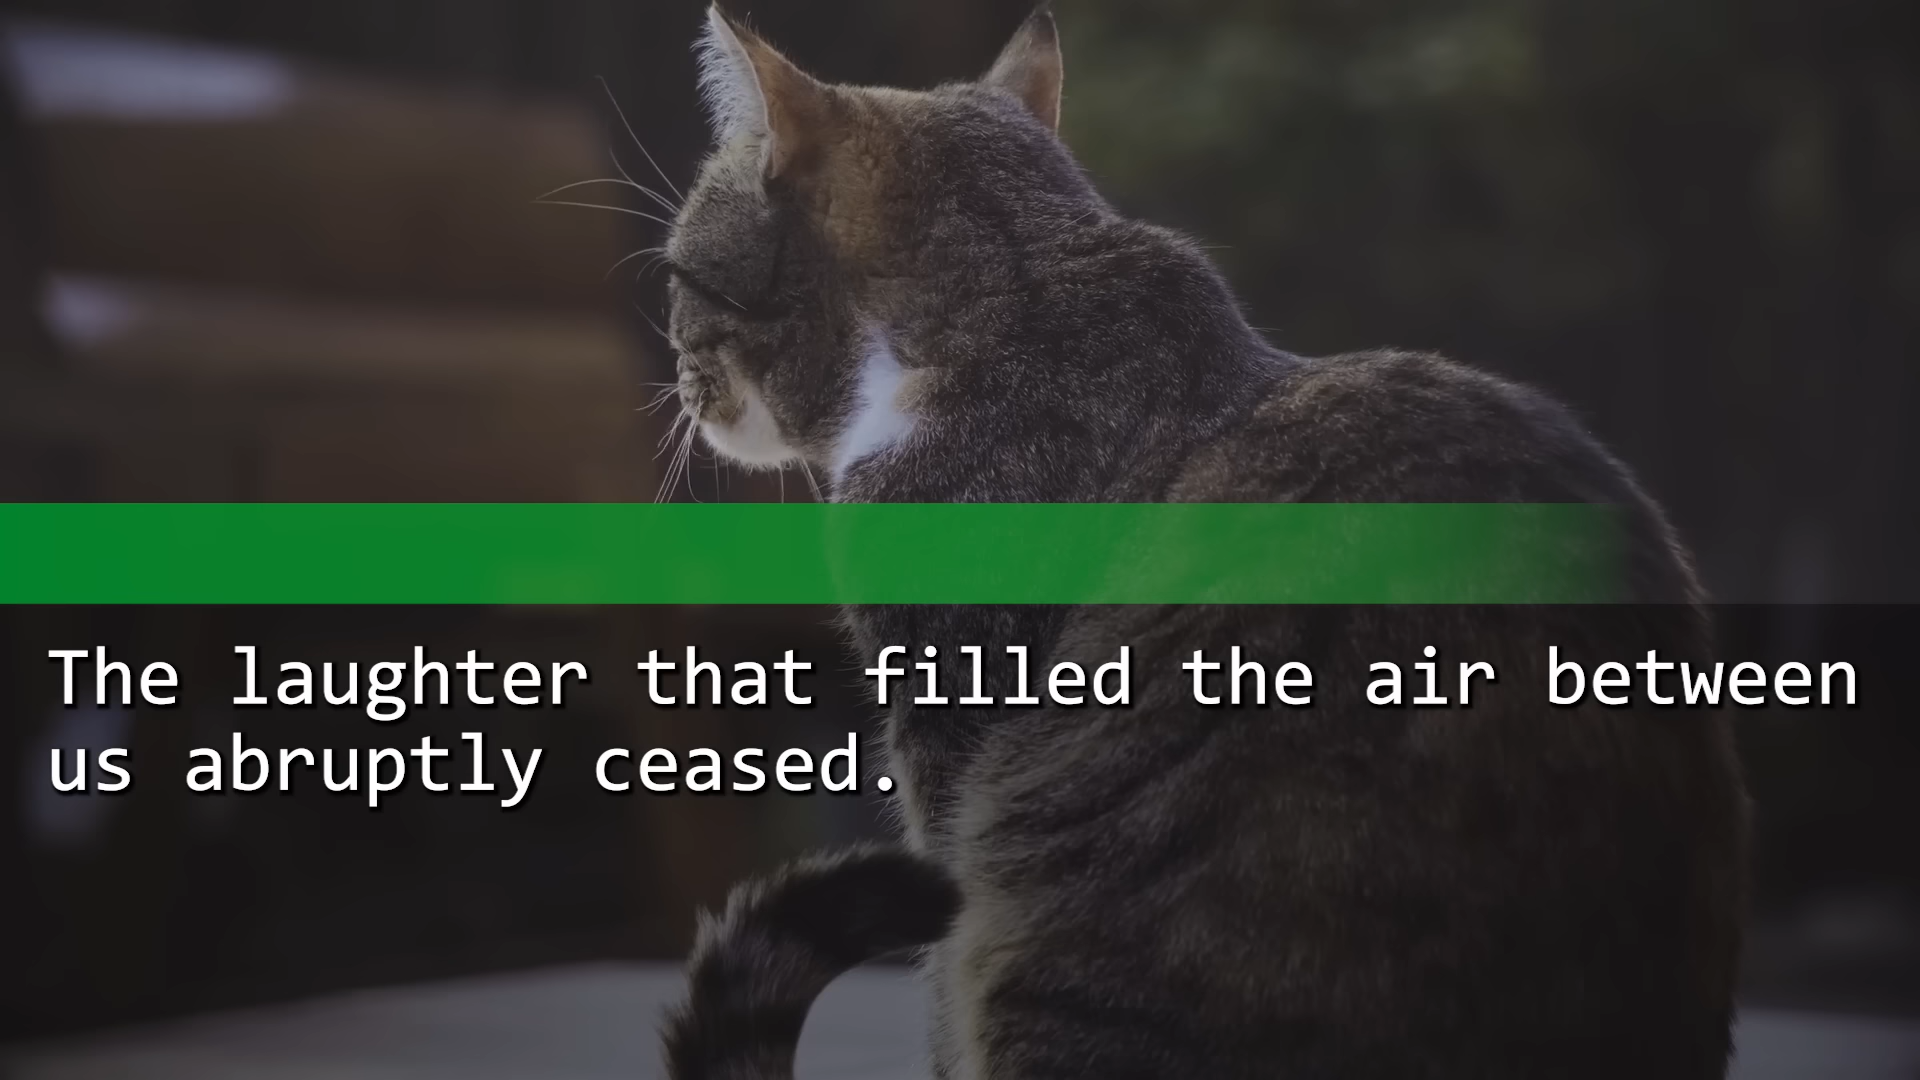 The laughter that filled the air between
us abruptly ceased.